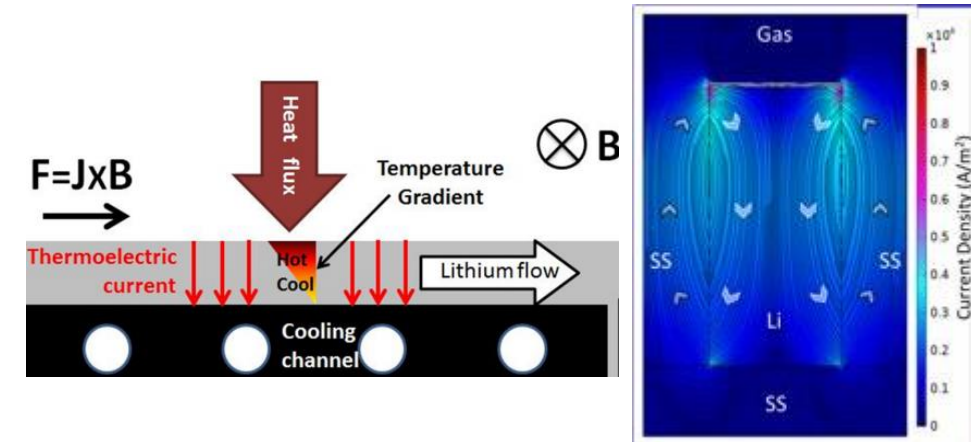 Heat flux
B
F=JxB
Temperature
Gradient
Thermoelectric
current
Hot
Cool
Lithium flow
Cooling
channel
Gas
SS
SS
Li
SS
×10⁶
1
0.9
0.8
0.7
0.6
0.5
0.4
0.3
0.2
0.1
0
Current Density (A/m²)